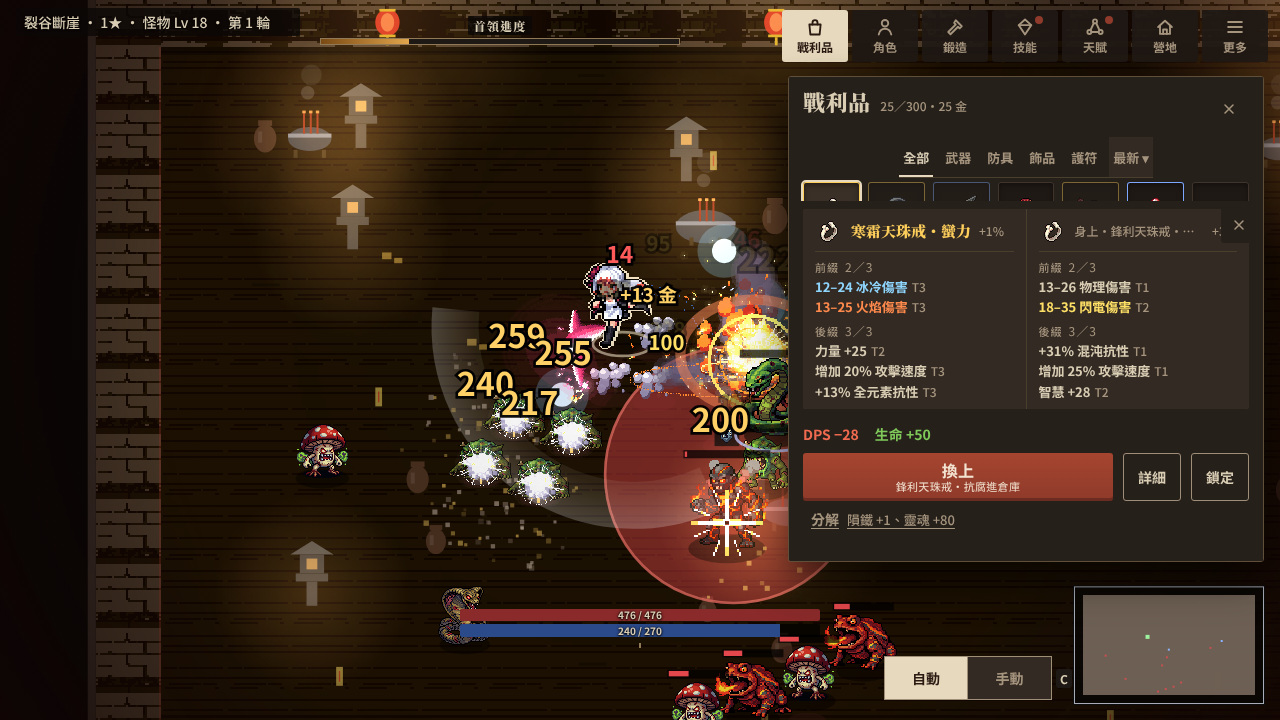 裂谷斷崖 · 1★ · 怪物 Lv 18 · 第 1 輪
首領進度
戰利品
角色
鍛造
技能
天賦
營地
更多
戰利品 25／300 · 25 金
全部 武器 防具 飾品 護符 最新▾
寒霜天珠戒 · 蠻力 +1%
前綴 2／3
12–24 冰冷傷害 T3
13–25 火焰傷害 T3
後綴 3／3
力量 +25 T2
增加 20% 攻擊速度 T3
+13% 全元素抗性 T3
身上 · 鋒利天珠戒 · ⋯
前綴 2／3
13–26 物理傷害 T1
18–35 閃電傷害 T2
後綴 3／3
+31% 混沌抗性 T1
增加 25% 攻擊速度 T1
智慧 +28 T2
DPS −28 生命 +50
換上
鋒利天珠戒 · 抗腐進倉庫
詳細
鎖定
分解 隕鐵 +1、靈魂 +80
14
95
+13 金
100
259
255
240
217
200
476 / 476
240 / 270
自動
手動
C